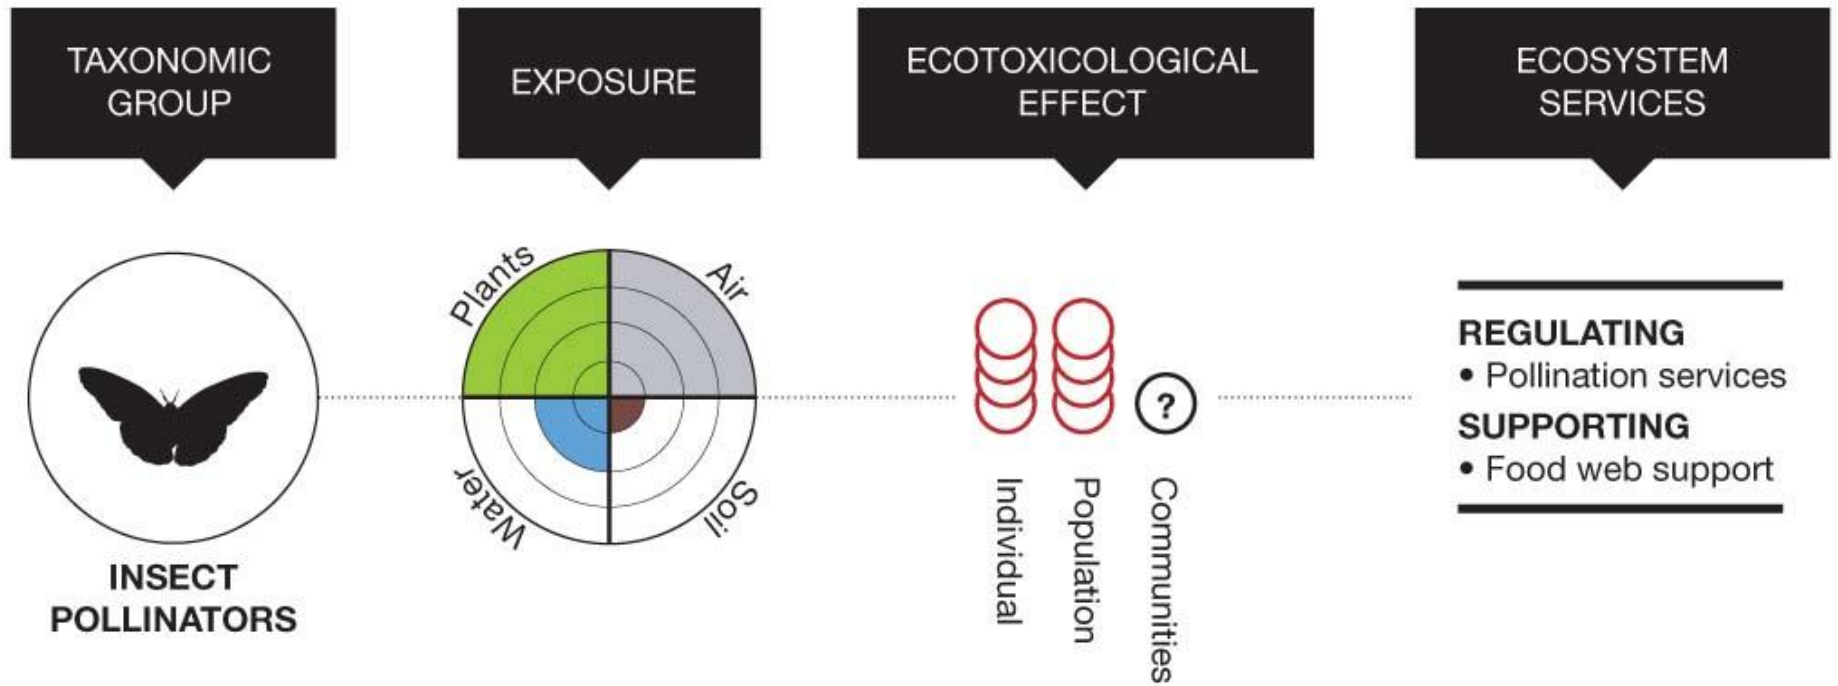 TAXONOMIC
GROUP
EXPOSURE
ECOTOXICOLOGICAL
EFFECT
ECOSYSTEM
SERVICES
INSECT
POLLINATORS
Plants
Air
Water
Soil
?
Individual
Population
Communities
REGULATING
• Pollination services
SUPPORTING
• Food web support